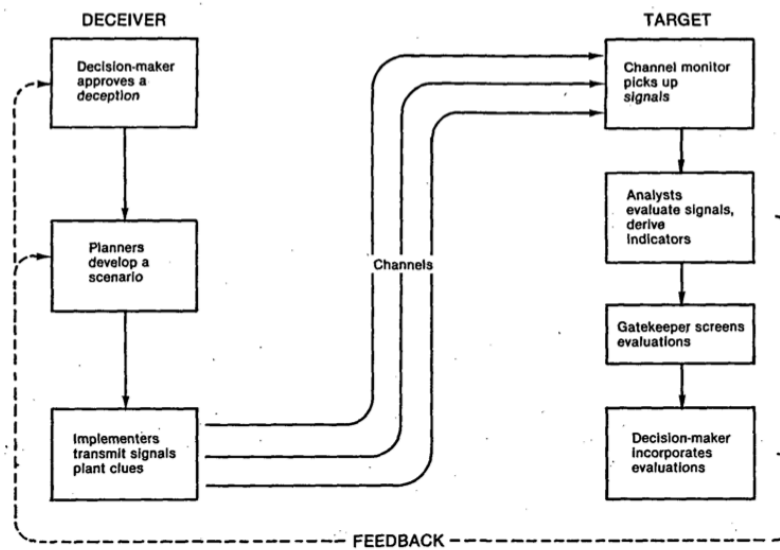 DECEIVER
Decision-maker
approves a
deception
Planners
develop a
scenario
Implementers
transmit signals
plant clues
Channels
TARGET
Channel monitor
picks up
signals
Analysts
evaluate signals,
derive
indicators
Gatekeeper screens
evaluations
Decision-maker
incorporates
evaluations
FEEDBACK